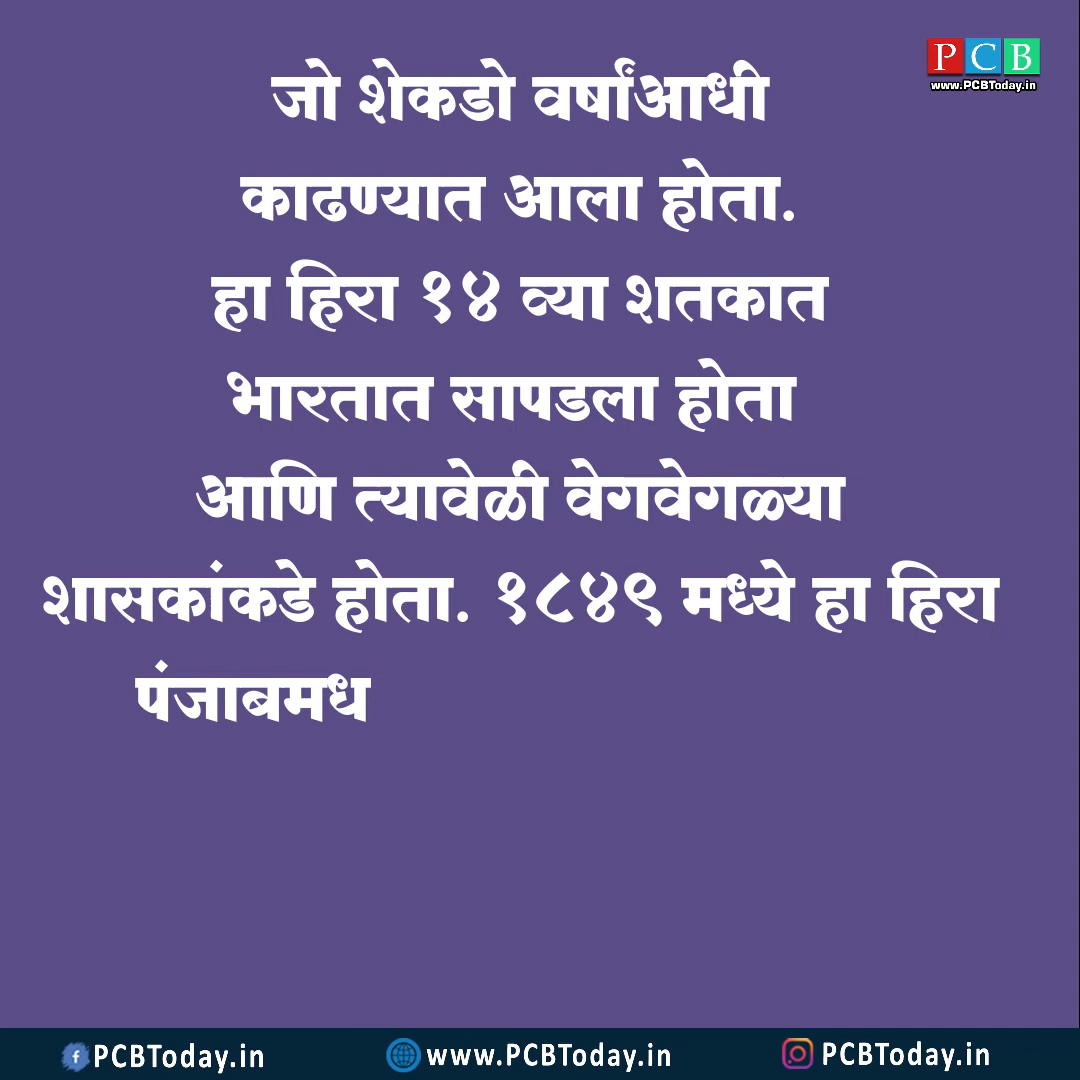 PCB
www.PCBToday.in
जो शेकडो वर्षांआधी
काढण्यात आला होता.
हा हिरा १४ व्या शतकात
भारतात सापडला होता
आणि त्यावेळी वेगवेगळ्या
शासकांकडे होता. १८४९ मध्ये हा हिरा
पंजाबमध
PCBToday.in www.PCBToday.in PCBToday.in